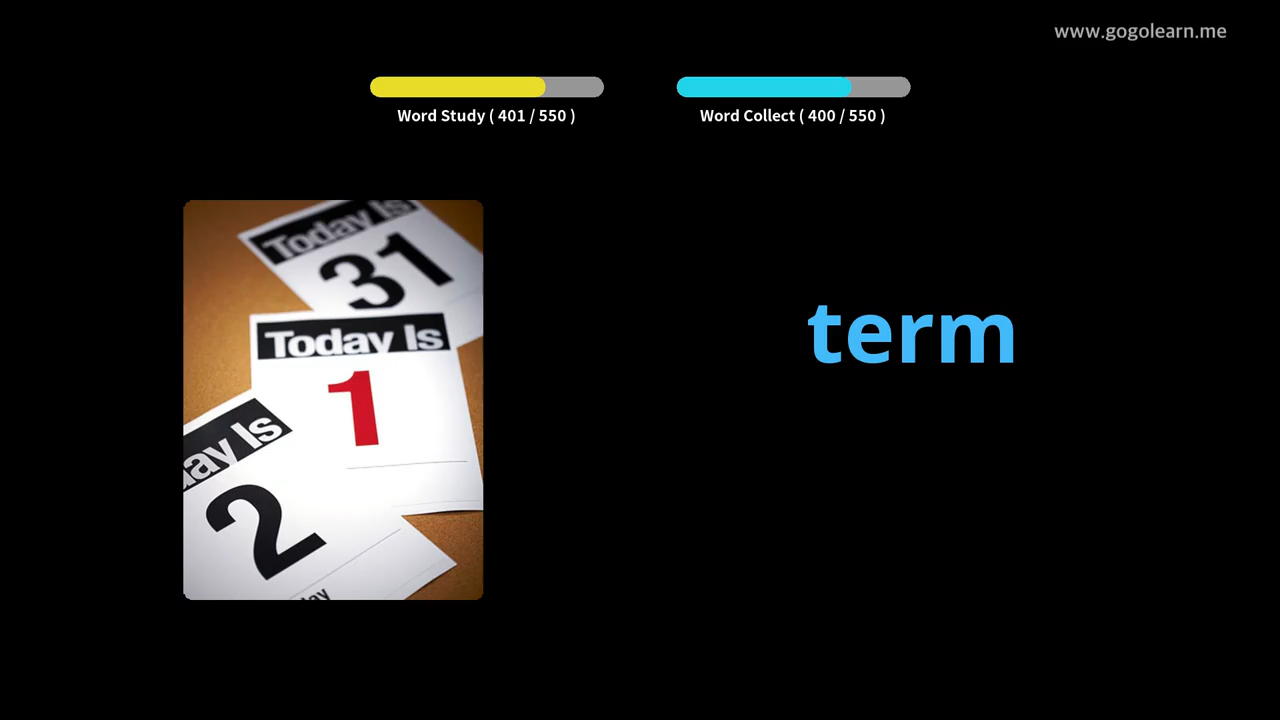 www.gogolearn.me
Word Study ( 401 / 550 )
Word Collect ( 400 / 550 )
Today Is
31
Today Is
1
term
ay Is
2
ay